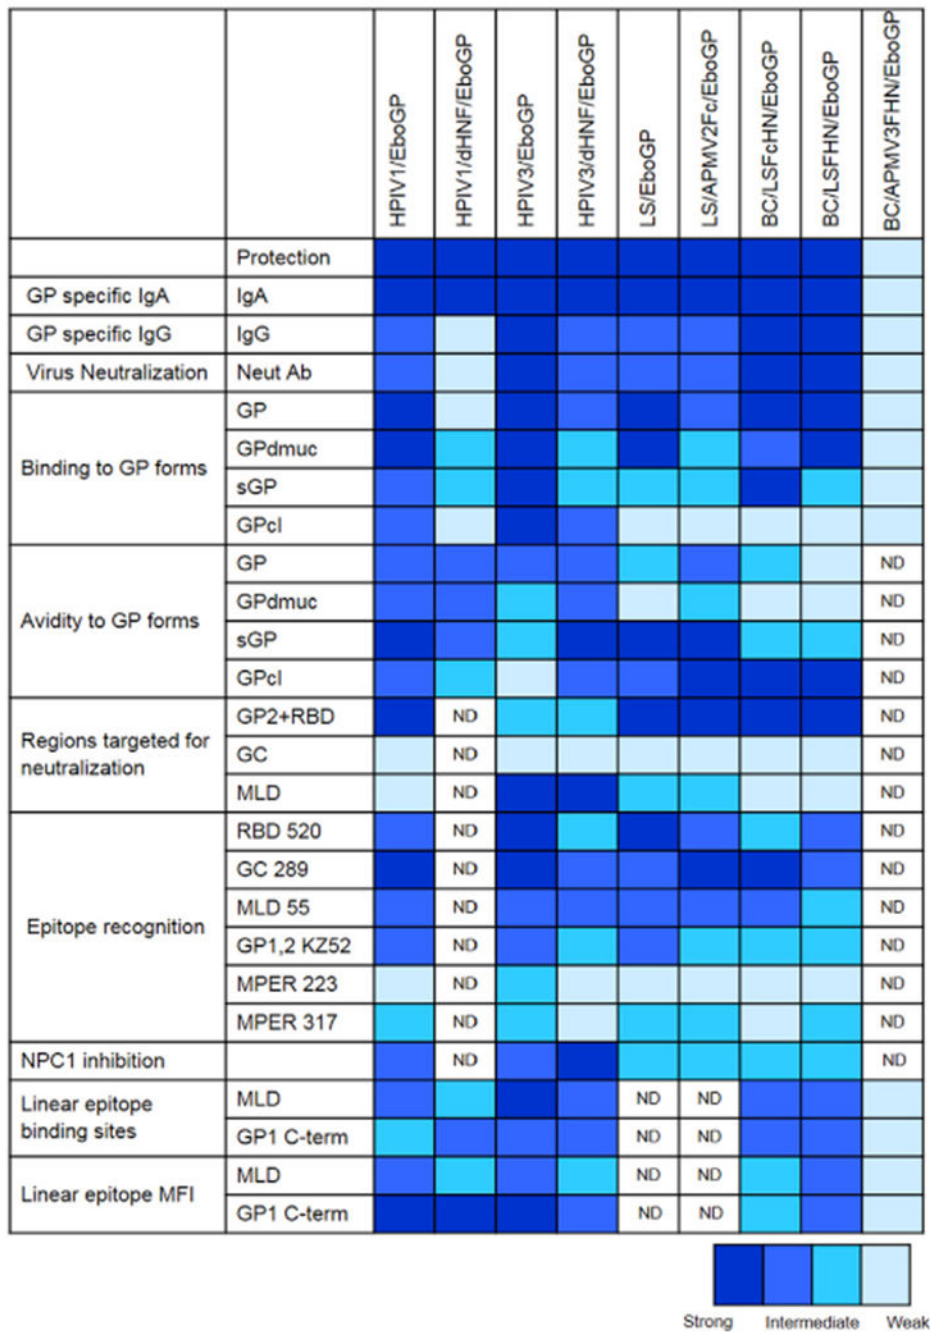 HPIV1/EboGP
HPIV1/dHNF/EboGP
HPIV3/EboGP
HPIV3/dHNF/EboGP
LS/EboGP
LS/APMV2Fc/EboGP
BC/LSFcHN/EboGP
BC/LSFHN/EboGP
BC/APMV3FHN/EboGP
Protection
GP specific IgA IgA
GP specific IgG IgG
Virus Neutralization Neut Ab
Binding to GP forms
GP
GPdmuc
sGP
GPcl
Avidity to GP forms
GP ND
GPdmuc ND
sGP ND
GPcl ND
Regions targeted for
neutralization
GP2+RBD ND ND
GC ND ND
MLD ND ND
Epitope recognition
RBD 520 ND ND
GC 289 ND ND
MLD 55 ND ND
GP1,2 KZ52 ND ND
MPER 223 ND ND
MPER 317 ND ND
NPC1 inhibition ND ND
Linear epitope
binding sites
MLD ND ND
GP1 C-term ND ND
Linear epitope MFI
MLD ND ND
GP1 C-term ND ND
Strong Intermediate Weak